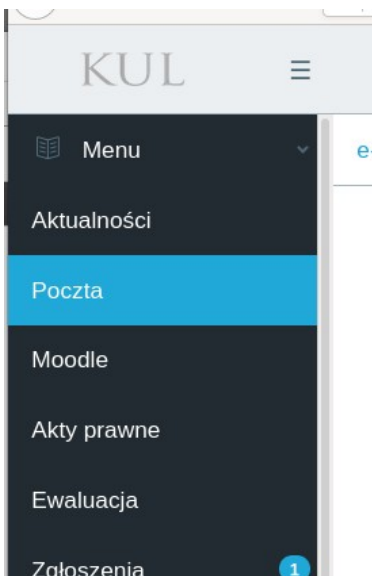 KUL
Menu
e-
Aktualności
Poczta
Moodle
Akty prawne
Ewaluacja
Zgłoszenia 1